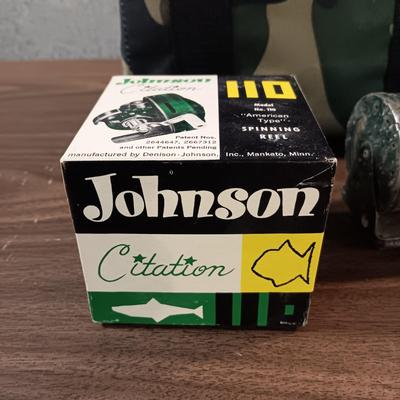 Johnson
Citation
Patent Nos.
2644647, 2667312
and other Patents Pending
110
Model
No. 110
"American
Type"
SPINNING
REEL
manufactured by Denison-Johnson, Inc., Mankato, Minn.
Johnson
Citation